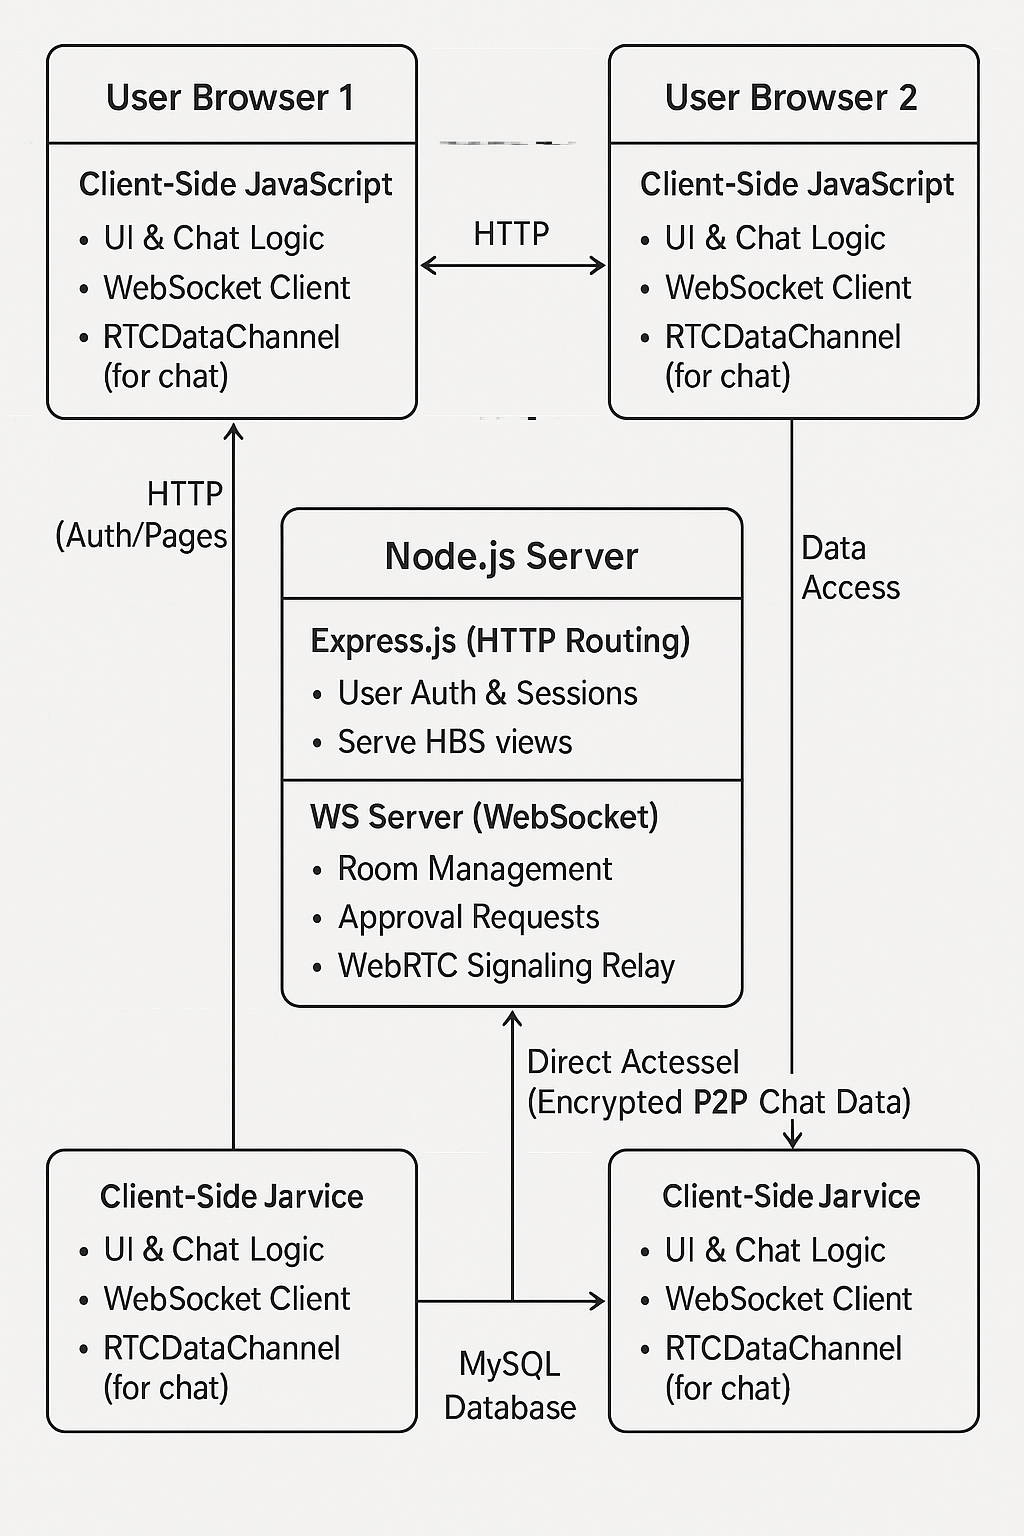 User Browser 1
Client-Side JavaScript
• UI & Chat Logic
• WebSocket Client
• RTCDataChannel
(for chat)
HTTP
User Browser 2
Client-Side JavaScript
• UI & Chat Logic
• WebSocket Client
• RTCDataChannel
(for chat)
HTTP
(Auth/Pages
Node.js Server
Express.js (HTTP Routing)
• User Auth & Sessions
• Serve HBS views
WS Server (WebSocket)
• Room Management
• Approval Requests
• WebRTC Signaling Relay
Data
Access
Direct Actessel
(Encrypted P2P Chat Data)
Client-Side Jarvice
• UI & Chat Logic
• WebSocket Client
• RTCDataChannel
(for chat)
MySQL
Database
Client-Side Jarvice
• UI & Chat Logic
• WebSocket Client
• RTCDataChannel
(for chat)